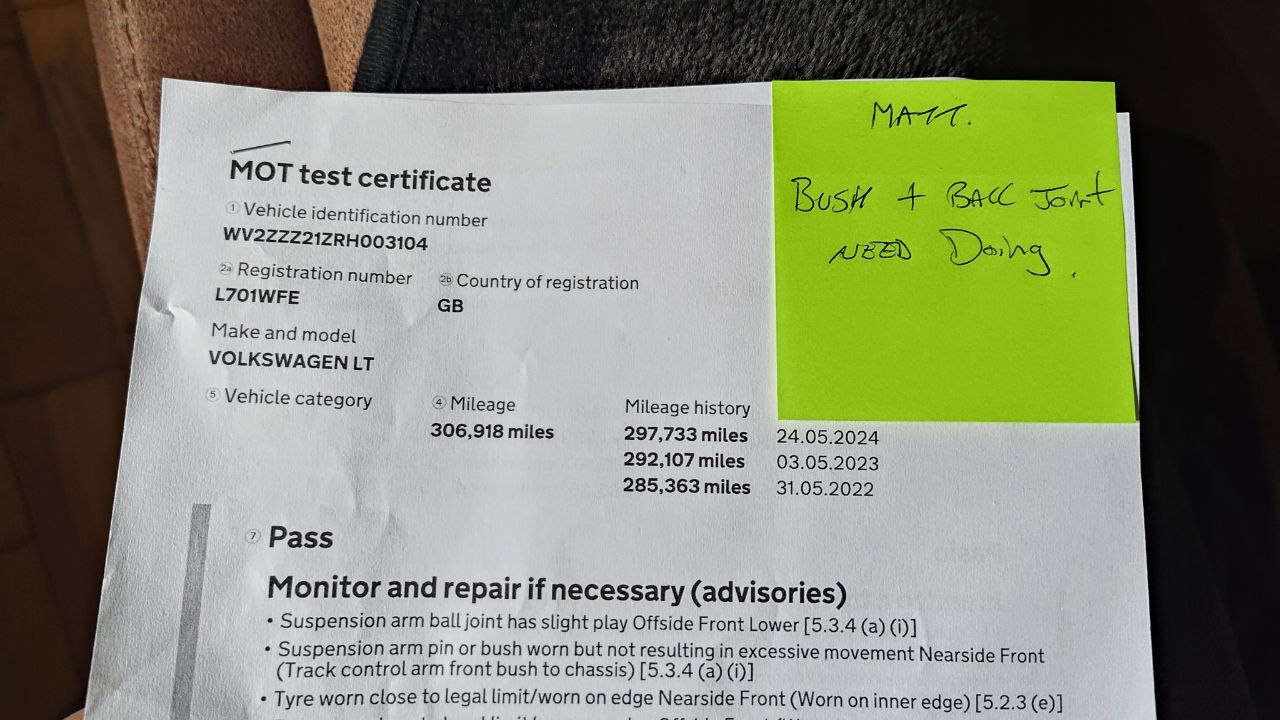 MATT.
BUSH + BALL JOINT
NEED Doing.
MOT test certificate
1 Vehicle identification number
WV2ZZZ21ZRH003104
2a Registration number
2b Country of registration
L701WFE
GB
Make and model
VOLKSWAGEN LT
5 Vehicle category
4 Mileage
Mileage history
306,918 miles
297,733 miles 24.05.2024
292,107 miles 03.05.2023
285,363 miles 31.05.2022
7 Pass
Monitor and repair if necessary (advisories)
• Suspension arm ball joint has slight play Offside Front Lower [5.3.4 (a) (i)]
• Suspension arm pin or bush worn but not resulting in excessive movement Nearside Front
(Track control arm front bush to chassis) [5.3.4 (a) (i)]
• Tyre worn close to legal limit/worn on edge Nearside Front (Worn on inner edge) [5.2.3 (e)]